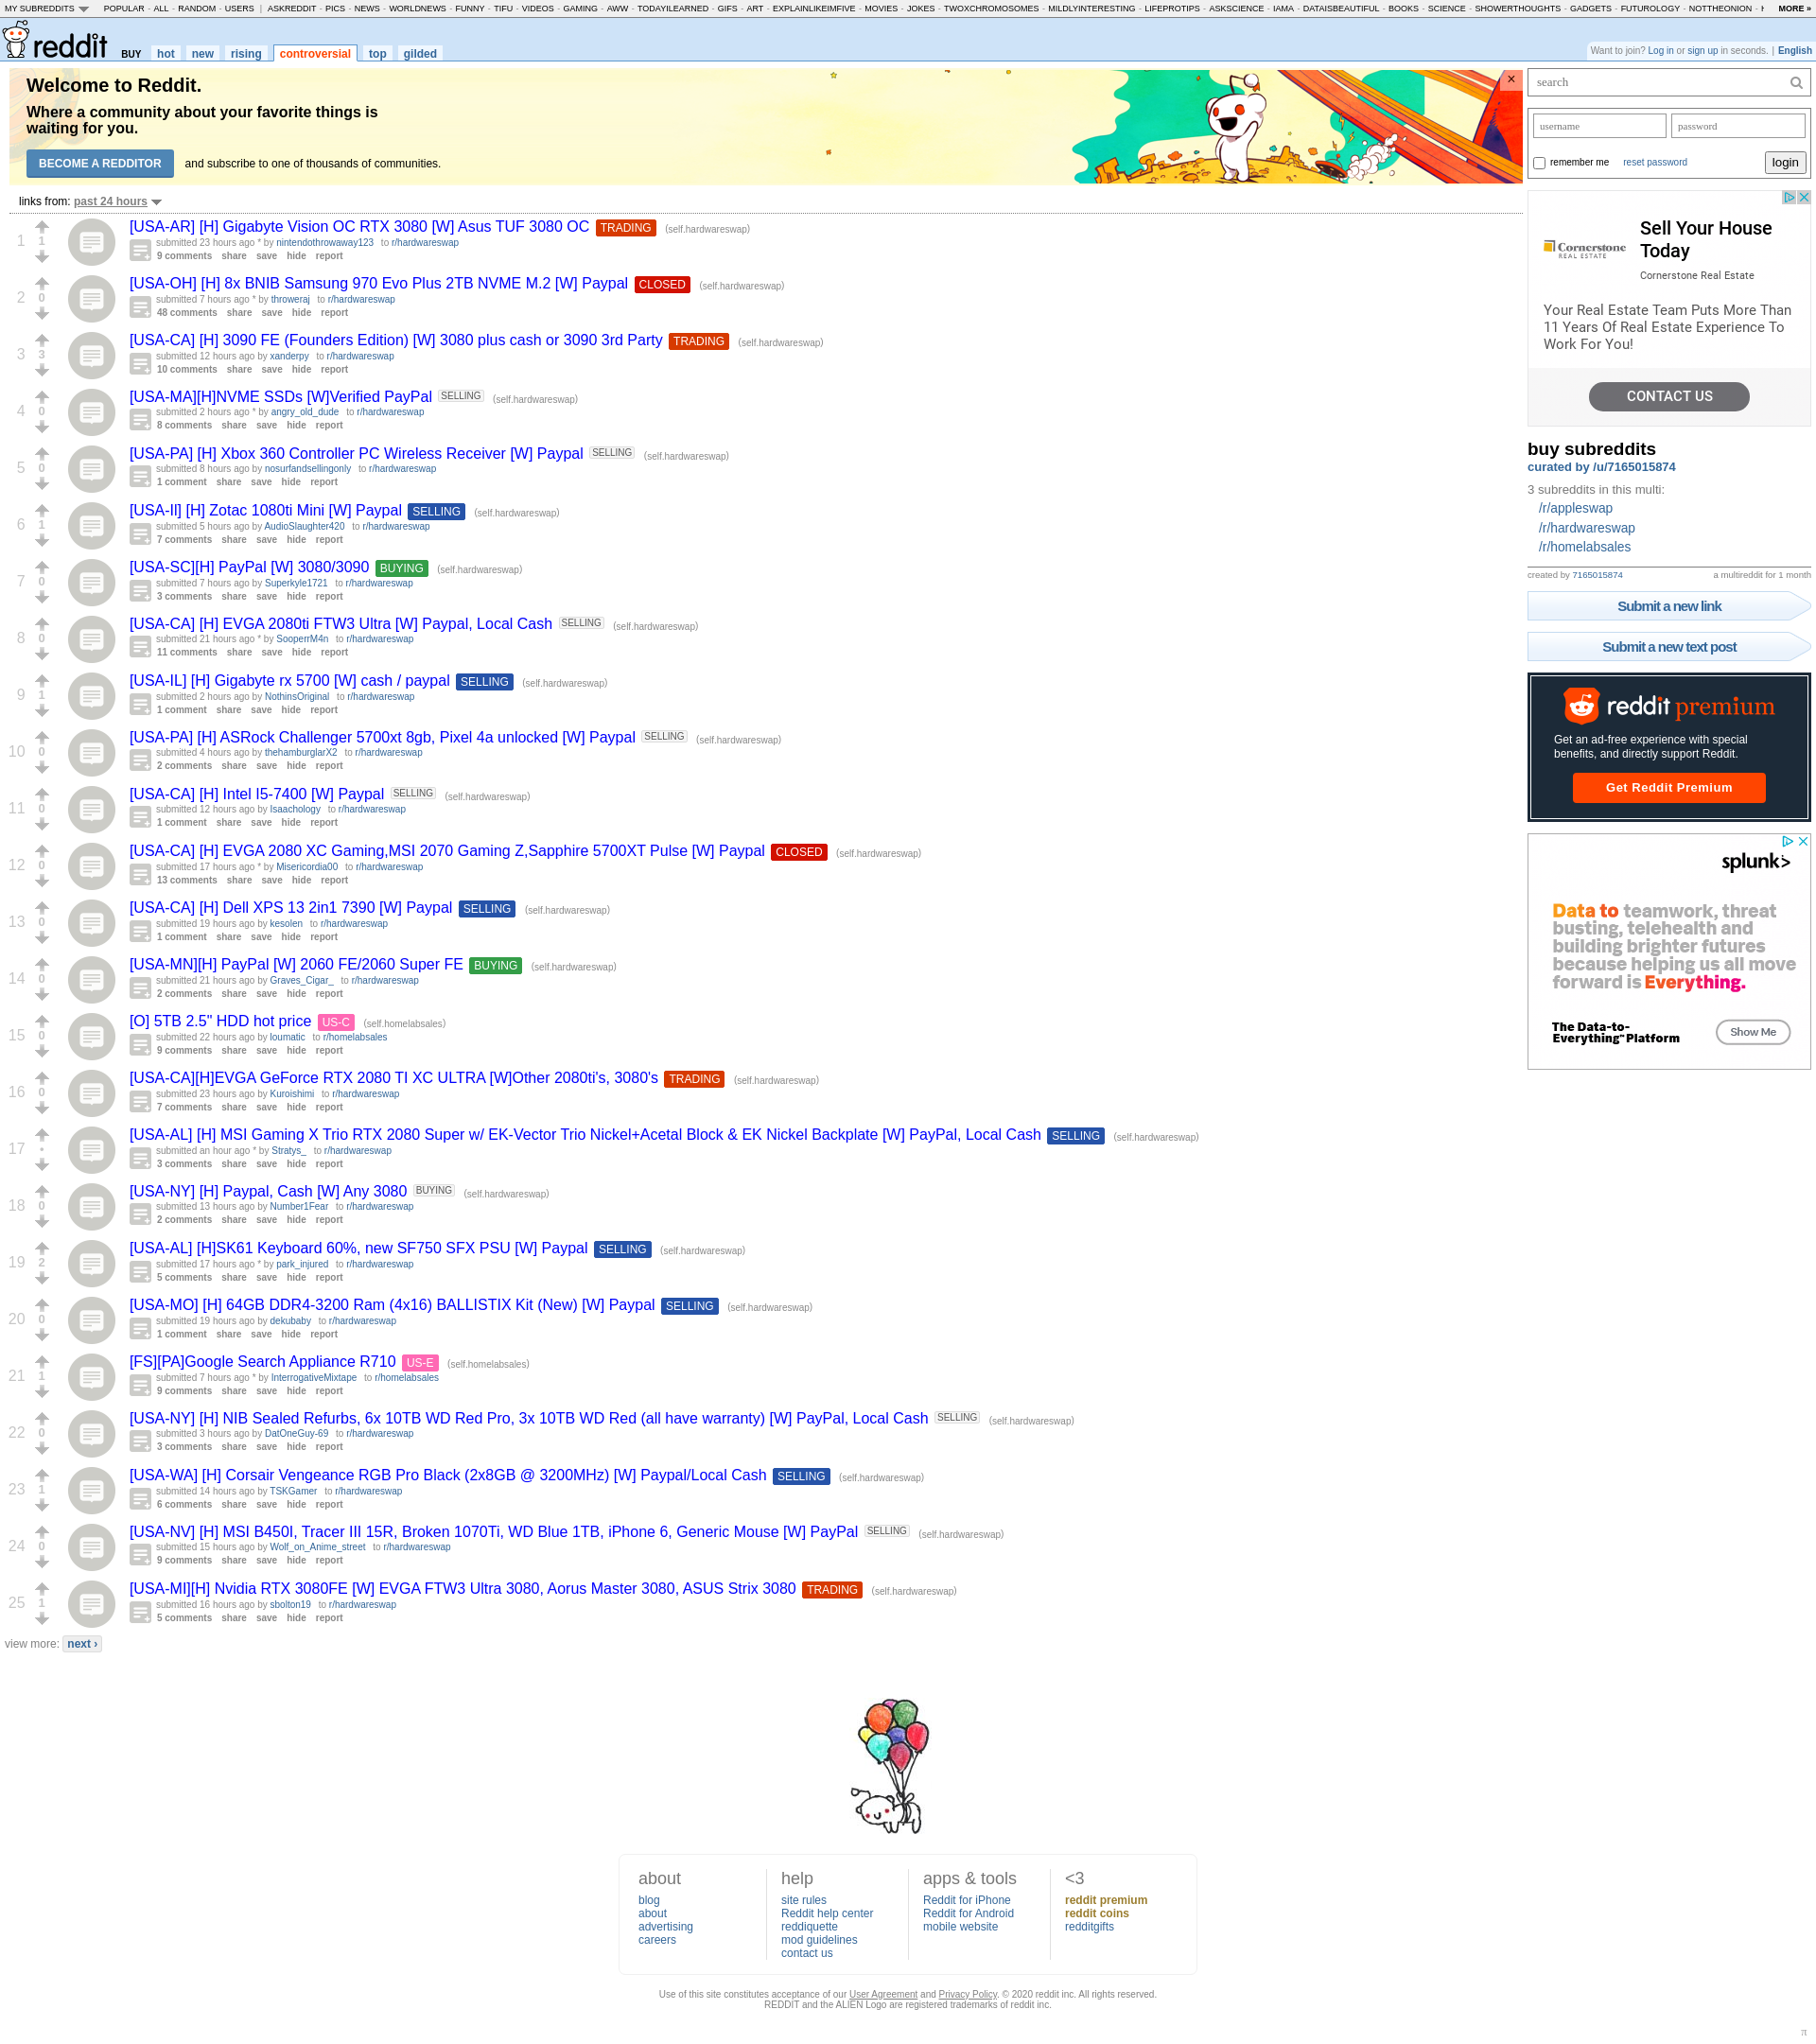 MY SUBREDDITS POPULAR - ALL - RANDOM - USERS | ASKREDDIT - PICS - NEWS - WORLDNEWS - FUNNY - TIFU - VIDEOS - GAMING - AWW - TODAYILEARNED - GIFS - ART - EXPLAINLIKEIMFIVE - MOVIES - JOKES - TWOXCHROMOSOMES - MILDLYINTERESTING - LIFEPROTIPS - ASKSCIENCE - IAMA - DATAISBEAUTIFUL - BOOKS - SCIENCE - SHOWERTHOUGHTS - GADGETS - FUTUROLOGY - NOTTHEONION - MORE »
reddit BUY hot new rising controversial top gilded
Want to join? Log in or sign up in seconds. | English
Welcome to Reddit.
Where a community about your favorite things is
waiting for you.
BECOME A REDDITOR and subscribe to one of thousands of communities.
links from: past 24 hours
1 1 [USA-AR] [H] Gigabyte Vision OC RTX 3080 [W] Asus TUF 3080 OC TRADING (self.hardwareswap)
submitted 23 hours ago * by nintendothrowaway123 to r/hardwareswap
9 comments share save hide report
2 0 [USA-OH] [H] 8x BNIB Samsung 970 Evo Plus 2TB NVME M.2 [W] Paypal CLOSED (self.hardwareswap)
submitted 7 hours ago * by throweraj to r/hardwareswap
48 comments share save hide report
3 3 [USA-CA] [H] 3090 FE (Founders Edition) [W] 3080 plus cash or 3090 3rd Party TRADING (self.hardwareswap)
submitted 12 hours ago by xanderpy to r/hardwareswap
10 comments share save hide report
4 0 [USA-MA][H]NVME SSDs [W]Verified PayPal SELLING (self.hardwareswap)
submitted 2 hours ago * by angry_old_dude to r/hardwareswap
8 comments share save hide report
5 0 [USA-PA] [H] Xbox 360 Controller PC Wireless Receiver [W] Paypal SELLING (self.hardwareswap)
submitted 8 hours ago by nosurfandsellingonly to r/hardwareswap
1 comment share save hide report
6 1 [USA-Il] [H] Zotac 1080ti Mini [W] Paypal SELLING (self.hardwareswap)
submitted 5 hours ago by AudioSlaughter420 to r/hardwareswap
7 comments share save hide report
7 0 [USA-SC][H] PayPal [W] 3080/3090 BUYING (self.hardwareswap)
submitted 7 hours ago by Superkyle1721 to r/hardwareswap
3 comments share save hide report
8 0 [USA-CA] [H] EVGA 2080ti FTW3 Ultra [W] Paypal, Local Cash SELLING (self.hardwareswap)
submitted 21 hours ago * by SooperrM4n to r/hardwareswap
11 comments share save hide report
9 1 [USA-IL] [H] Gigabyte rx 5700 [W] cash / paypal SELLING (self.hardwareswap)
submitted 2 hours ago by NothinsOriginal to r/hardwareswap
1 comment share save hide report
10 0 [USA-PA] [H] ASRock Challenger 5700xt 8gb, Pixel 4a unlocked [W] Paypal SELLING (self.hardwareswap)
submitted 4 hours ago by thehamburglarX2 to r/hardwareswap
2 comments share save hide report
11 0 [USA-CA] [H] Intel I5-7400 [W] Paypal SELLING (self.hardwareswap)
submitted 12 hours ago by Isaachology to r/hardwareswap
1 comment share save hide report
12 0 [USA-CA] [H] EVGA 2080 XC Gaming,MSI 2070 Gaming Z,Sapphire 5700XT Pulse [W] Paypal CLOSED (self.hardwareswap)
submitted 17 hours ago * by Misericordia00 to r/hardwareswap
13 comments share save hide report
13 0 [USA-CA] [H] Dell XPS 13 2in1 7390 [W] Paypal SELLING (self.hardwareswap)
submitted 19 hours ago by kesolen to r/hardwareswap
1 comment share save hide report
14 0 [USA-MN][H] PayPal [W] 2060 FE/2060 Super FE BUYING (self.hardwareswap)
submitted 21 hours ago by Graves_Cigar_ to r/hardwareswap
2 comments share save hide report
15 0 [O] 5TB 2.5" HDD hot price US-C (self.homelabsales)
submitted 22 hours ago by loumatic to r/homelabsales
9 comments share save hide report
16 0 [USA-CA][H]EVGA GeForce RTX 2080 TI XC ULTRA [W]Other 2080ti's, 3080's TRADING (self.hardwareswap)
submitted 23 hours ago by Kuroishimi to r/hardwareswap
7 comments share save hide report
17 • [USA-AL] [H] MSI Gaming X Trio RTX 2080 Super w/ EK-Vector Trio Nickel+Acetal Block & EK Nickel Backplate [W] PayPal, Local Cash SELLING (self.hardwareswap)
submitted an hour ago * by Stratys_ to r/hardwareswap
3 comments share save hide report
18 0 [USA-NY] [H] Paypal, Cash [W] Any 3080 BUYING (self.hardwareswap)
submitted 13 hours ago by Number1Fear to r/hardwareswap
2 comments share save hide report
19 2 [USA-AL] [H]SK61 Keyboard 60%, new SF750 SFX PSU [W] Paypal SELLING (self.hardwareswap)
submitted 17 hours ago * by park_injured to r/hardwareswap
5 comments share save hide report
20 0 [USA-MO] [H] 64GB DDR4-3200 Ram (4x16) BALLISTIX Kit (New) [W] Paypal SELLING (self.hardwareswap)
submitted 19 hours ago by dekubaby to r/hardwareswap
1 comment share save hide report
21 1 [FS][PA]Google Search Appliance R710 US-E (self.homelabsales)
submitted 7 hours ago * by InterrogativeMixtape to r/homelabsales
9 comments share save hide report
22 0 [USA-NY] [H] NIB Sealed Refurbs, 6x 10TB WD Red Pro, 3x 10TB WD Red (all have warranty) [W] PayPal, Local Cash SELLING (self.hardwareswap)
submitted 3 hours ago by DatOneGuy-69 to r/hardwareswap
3 comments share save hide report
23 1 [USA-WA] [H] Corsair Vengeance RGB Pro Black (2x8GB @ 3200MHz) [W] Paypal/Local Cash SELLING (self.hardwareswap)
submitted 14 hours ago by TSKGamer to r/hardwareswap
6 comments share save hide report
24 0 [USA-NV] [H] MSI B450I, Tracer III 15R, Broken 1070Ti, WD Blue 1TB, iPhone 6, Generic Mouse [W] PayPal SELLING (self.hardwareswap)
submitted 15 hours ago by Wolf_on_Anime_street to r/hardwareswap
9 comments share save hide report
25 1 [USA-MI][H] Nvidia RTX 3080FE [W] EVGA FTW3 Ultra 3080, Aorus Master 3080, ASUS Strix 3080 TRADING (self.hardwareswap)
submitted 16 hours ago by sbolton19 to r/hardwareswap
5 comments share save hide report
view more: next ›
search
username password
remember me reset password login
Sell Your House
Today
Cornerstone
REAL ESTATE
Cornerstone Real Estate
Your Real Estate Team Puts More Than
11 Years Of Real Estate Experience To
Work For You!
CONTACT US
buy subreddits
curated by /u/7165015874
3 subreddits in this multi:
/r/appleswap
/r/hardwareswap
/r/homelabsales
created by 7165015874 a multireddit for 1 month
Submit a new link
Submit a new text post
reddit premium
Get an ad-free experience with special
benefits, and directly support Reddit.
Get Reddit Premium
splunk>
Data to teamwork, threat
busting, telehealth and
building brighter futures
because helping us all move
forward is Everything.
The Data-to-
Everything™ Platform
Show Me
about
blog
about
advertising
careers
help
site rules
Reddit help center
reddiquette
mod guidelines
contact us
apps & tools
Reddit for iPhone
Reddit for Android
mobile website
<3
reddit premium
reddit coins
redditgifts
Use of this site constitutes acceptance of our User Agreement and Privacy Policy. © 2020 reddit inc. All rights reserved.
REDDIT and the ALIEN Logo are registered trademarks of reddit inc.
π